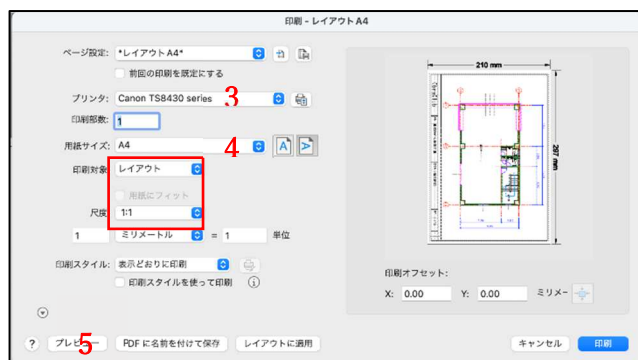 印刷 - レイアウト A4
ページ設定: *レイアウト A4*
前回の印刷を既定にする
プリンタ: Canon TS8430 series 3
印刷部数: 1
用紙サイズ: A4 4
印刷対象 レイアウト
用紙にフィット
尺度 1:1
1 ミリメートル = 1 単位
印刷スタイル: 表示どおりに印刷
印刷スタイルを使って印刷
210 mm
297 mm
印刷オフセット:
X: 0.00 Y: 0.00 ミリメー
? プレビュー 5 PDF に名前を付けて保存 レイアウトに適用 キャンセル 印刷